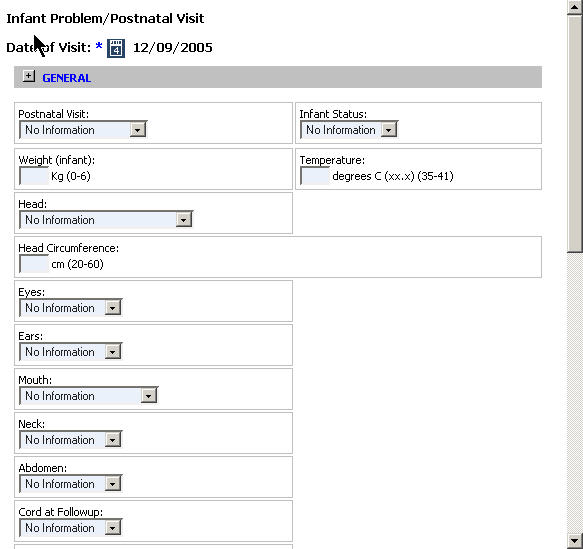 Infant Problem/Postnatal Visit
Date of Visit: * 4 12/09/2005
+ GENERAL
Postnatal Visit: Infant Status:
No Information No Information
Weight (infant): Temperature:
Kg (0-6) degrees C (xx.x) (35-41)
Head:
No Information
Head Circumference:
cm (20-60)
Eyes:
No Information
Ears:
No Information
Mouth:
No Information
Neck:
No Information
Abdomen:
No Information
Cord at Followup:
No Information